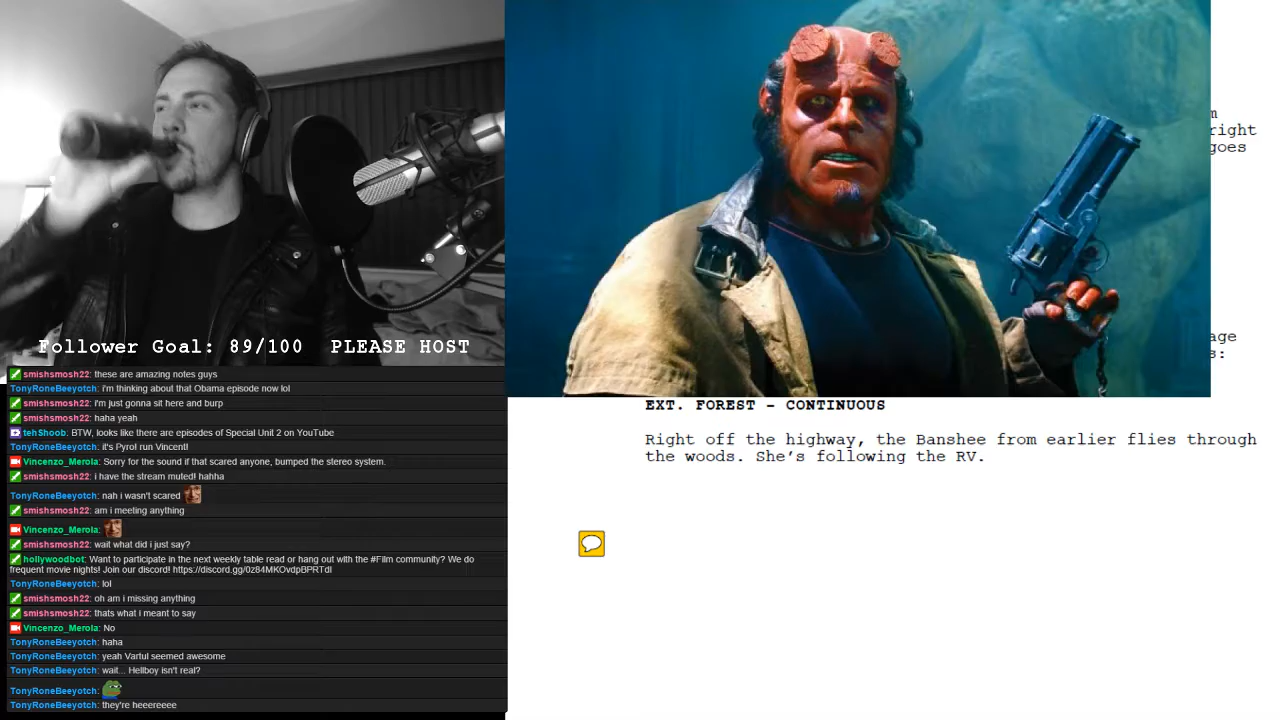 Follower Goal: 89/100 PLEASE HOST
smishsmosh22: these are amazing notes guys
TonyRoneBeeyotch: i'm thinking about that Obama episode now lol
smishsmosh22: i'm just gonna sit here and burp
smishsmosh22: haha yeah
tehShoob: BTW, looks like there are episodes of Special Unit 2 on YouTube
TonyRoneBeeyotch: it's Pyro! run Vincent!
Vincenzo_Merola: Sorry for the sound if that scared anyone, bumped the stereo system.
smishsmosh22: i have the stream muted! hahha
TonyRoneBeeyotch: nah i wasn't scared
smishsmosh22: am i meeting anything
Vincenzo_Merola:
smishsmosh22: wait what did i just say?
hollywoodbot: Want to participate in the next weekly table read or hang out with the #Film community? We do
frequent movie nights! Join our discord! https://discord.gg/0z84MKOvdpBPRTdI
TonyRoneBeeyotch: lol
smishsmosh22: oh am i missing anything
smishsmosh22: thats what i meant to say
Vincenzo_Merola: No
TonyRoneBeeyotch: haha
TonyRoneBeeyotch: yeah Varful seemed awesome
TonyRoneBeeyotch: wait... Hellboy isn't real?
TonyRoneBeeyotch:
TonyRoneBeeyotch: they're heeereeee
m
right
goes
age
s:
EXT. FOREST - CONTINUOUS
Right off the highway, the Banshee from earlier flies through
the woods. She's following the RV.